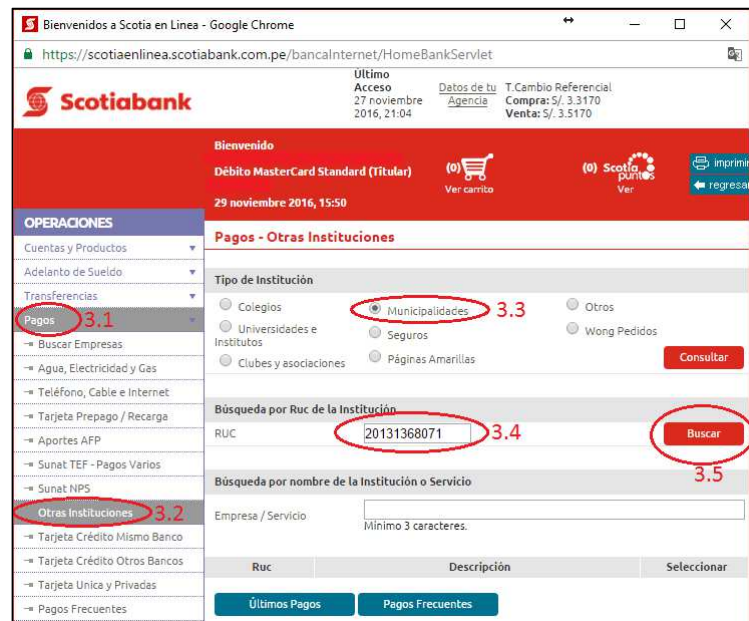 Bienvenidos a Scotia en Linea - Google Chrome
https://scotiaenlinea.scotiabank.com.pe/bancaInternet/HomeBankServlet
Scotiabank
Último
Acceso
27 noviembre
2016, 21:04
Datos de tu
Agencia
T.Cambio Referencial
Compra: S/. 3.3170
Venta: S/. 3.5170
Bienvenido
Débito MasterCard Standard (Titular)
29 noviembre 2016, 15:50
(0)
Ver carrito
(0) Scotia
puntos
Ver
imprimir
regresar
OPERACIONES
Cuentas y Productos
Adelanto de Sueldo
Transferencias
Pagos 3.1
Buscar Empresas
Agua, Electricidad y Gas
Teléfono, Cable e Internet
Tarjeta Prepago / Recarga
Aportes AFP
Sunat TEF - Pagos Varios
Sunat NPS
Otras Instituciones 3.2
Tarjeta Crédito Mismo Banco
Tarjeta Crédito Otros Bancos
Tarjeta Unica y Privadas
Pagos Frecuentes
Pagos - Otras Instituciones
Tipo de Institución
Colegios
Municipalidades 3.3
Otros
Universidades e
Institutos
Seguros
Wong Pedidos
Clubes y asociaciones
Páginas Amarillas
Consultar
Búsqueda por Ruc de la Institución
RUC 20131368071 3.4
Buscar
3.5
Búsqueda por nombre de la Institución o Servicio
Empresa / Servicio
Mínimo 3 caracteres.
Ruc Descripción Seleccionar
Últimos Pagos Pagos Frecuentes